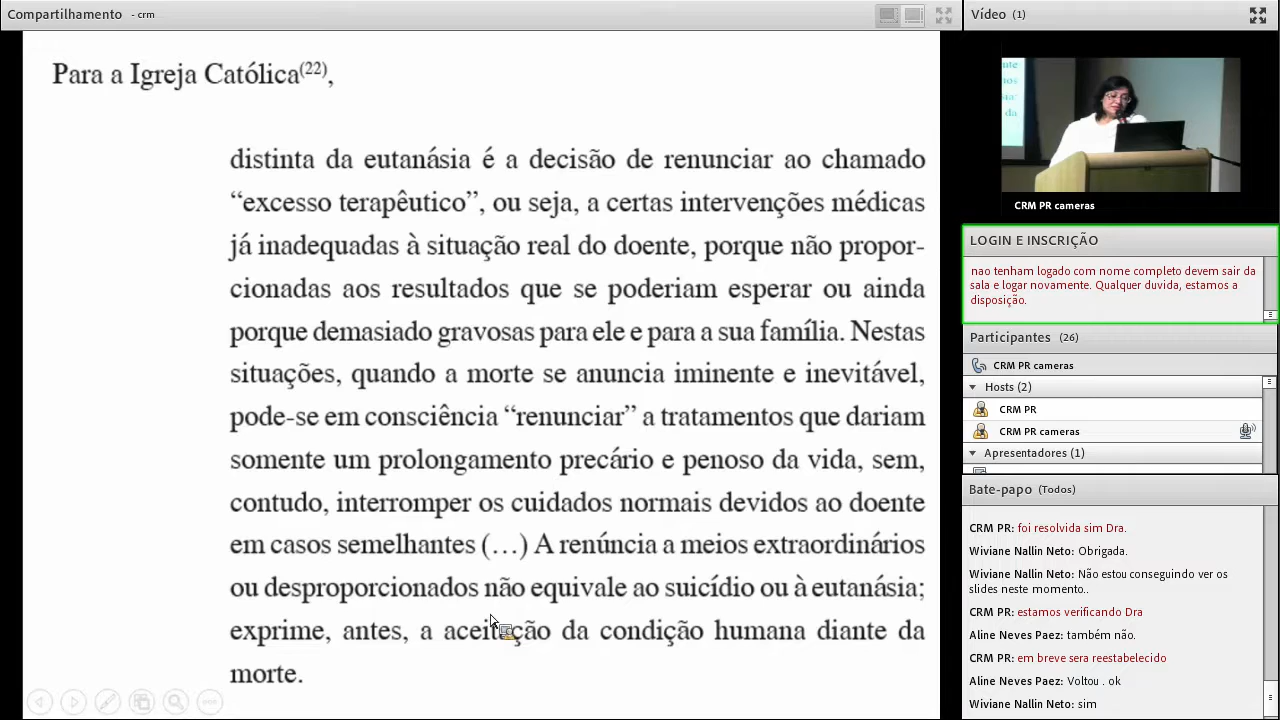 Compartilhamento - crm
Para a Igreja Católica(22),
distinta da eutanásia é a decisão de renunciar ao chamado
“excesso terapêutico”, ou seja, a certas intervenções médicas
já inadequadas à situação real do doente, porque não propor-
cionadas aos resultados que se poderiam esperar ou ainda
porque demasiado gravosas para ele e para a sua família. Nestas
situações, quando a morte se anuncia iminente e inevitável,
pode-se em consciência “renunciar” a tratamentos que dariam
somente um prolongamento precário e penoso da vida, sem,
contudo, interromper os cuidados normais devidos ao doente
em casos semelhantes (…) A renúncia a meios extraordinários
ou desproporcionados não equivale ao suicídio ou à eutanásia;
exprime, antes, a aceitação da condição humana diante da
morte.
Vídeo (1)
CRM PR cameras
LOGIN E INSCRIÇÃO
nao tenham logado com nome completo devem sair da
sala e logar novamente. Qualquer duvida, estamos a
disposição.
Participantes (26)
CRM PR cameras
Hosts (2)
CRM PR
CRM PR cameras
Apresentadores (1)
Bate-papo (Todos)
CRM PR: foi resolvida sim Dra.
Wiviane Nallin Neto: Obrigada.
Wiviane Nallin Neto: Não estou conseguindo ver os
slides neste momento..
CRM PR: estamos verificando Dra
Aline Neves Paez: também não.
CRM PR: em breve sera reestabelecido
Aline Neves Paez: Voltou . ok
Wiviane Nallin Neto: sim